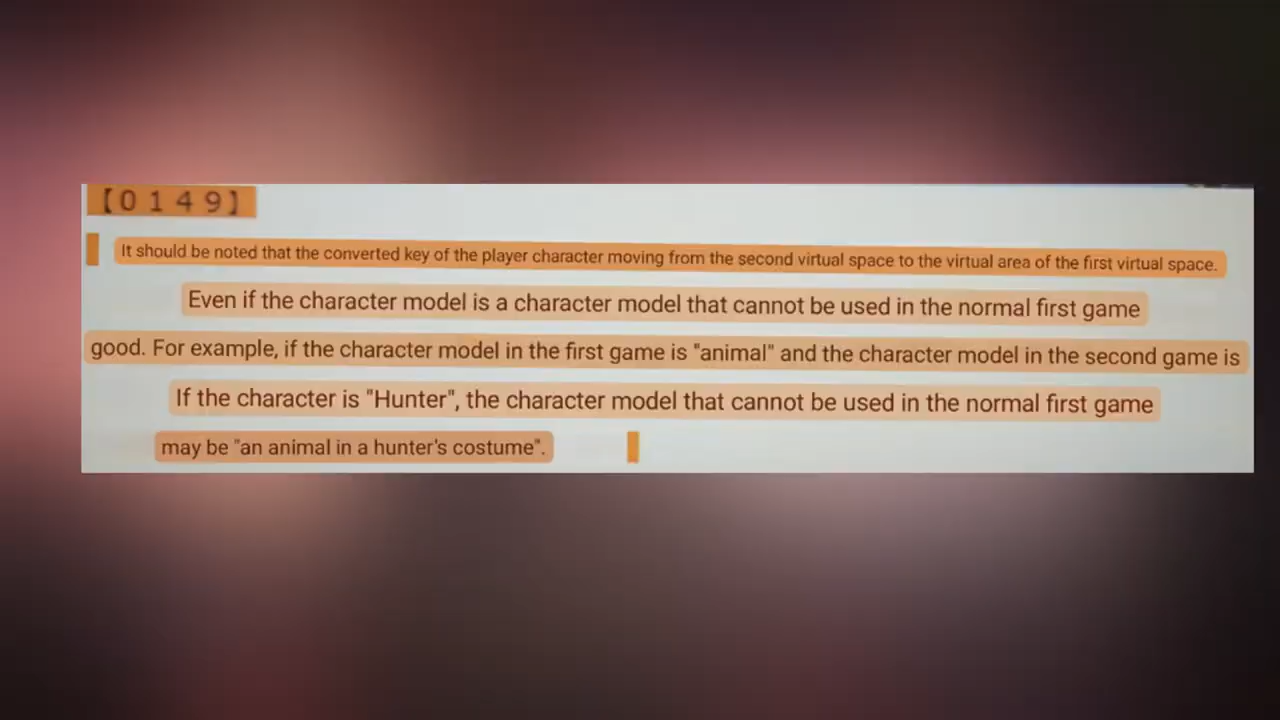 【0149】
It should be noted that the converted key of the player character moving from the second virtual space to the virtual area of the first virtual space.
Even if the character model is a character model that cannot be used in the normal first game
good. For example, if the character model in the first game is "animal" and the character model in the second game is
If the character is "Hunter", the character model that cannot be used in the normal first game
may be "an animal in a hunter's costume".